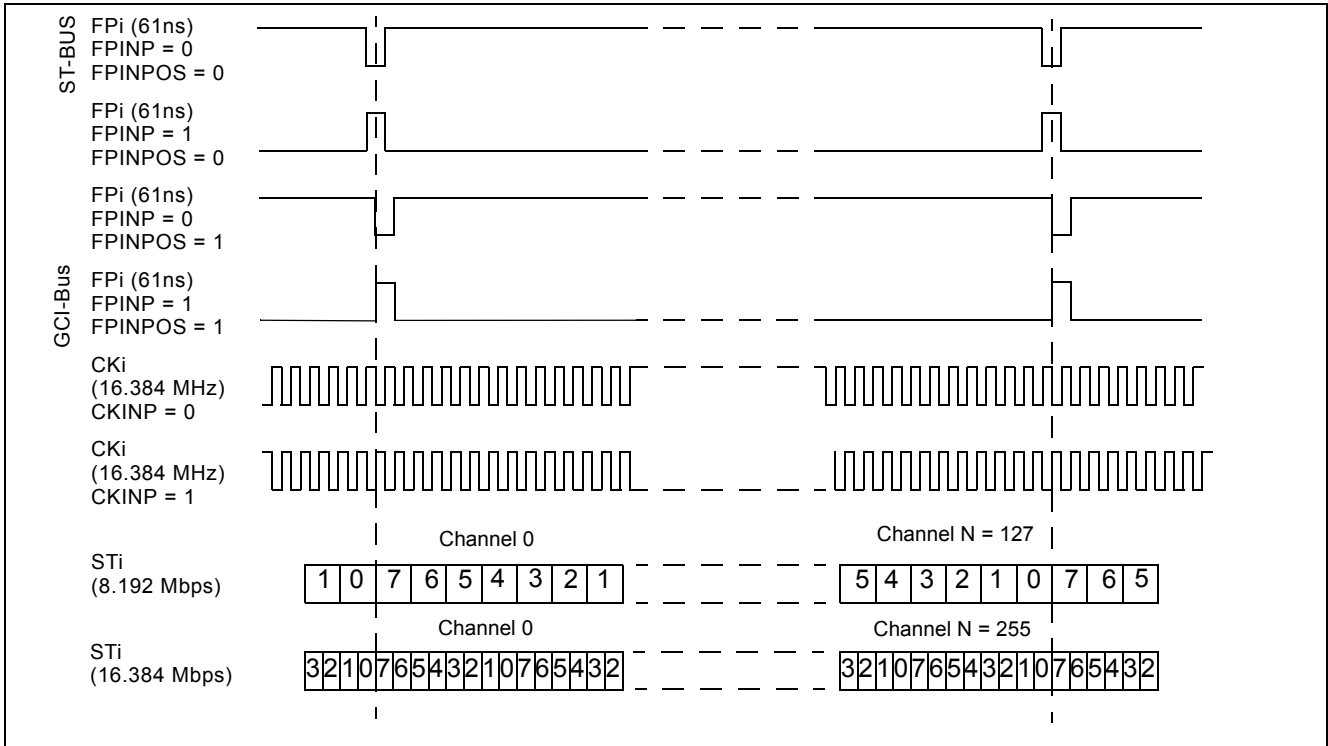 ST-BUS
FPi (61ns)
FPINP = 0
FPINPOS = 0
FPi (61ns)
FPINP = 1
FPINPOS = 0
FPi (61ns)
FPINP = 0
FPINPOS = 1
GCI-Bus
FPi (61ns)
FPINP = 1
FPINPOS = 1
CKi
(16.384 MHz)
CKINP = 0
CKi
(16.384 MHz)
CKINP = 1
Channel 0
Channel N = 127
STi
(8.192 Mbps)
1 0 7 6 5 4 3 2 1
5 4 3 2 1 0 7 6 5
Channel 0
Channel N = 255
STi
(16.384 Mbps)
3 2 1 0 7 6 5 4 3 2 1 0 7 6 5 4 3 2
3 2 1 0 7 6 5 4 3 2 1 0 7 6 5 4 3 2